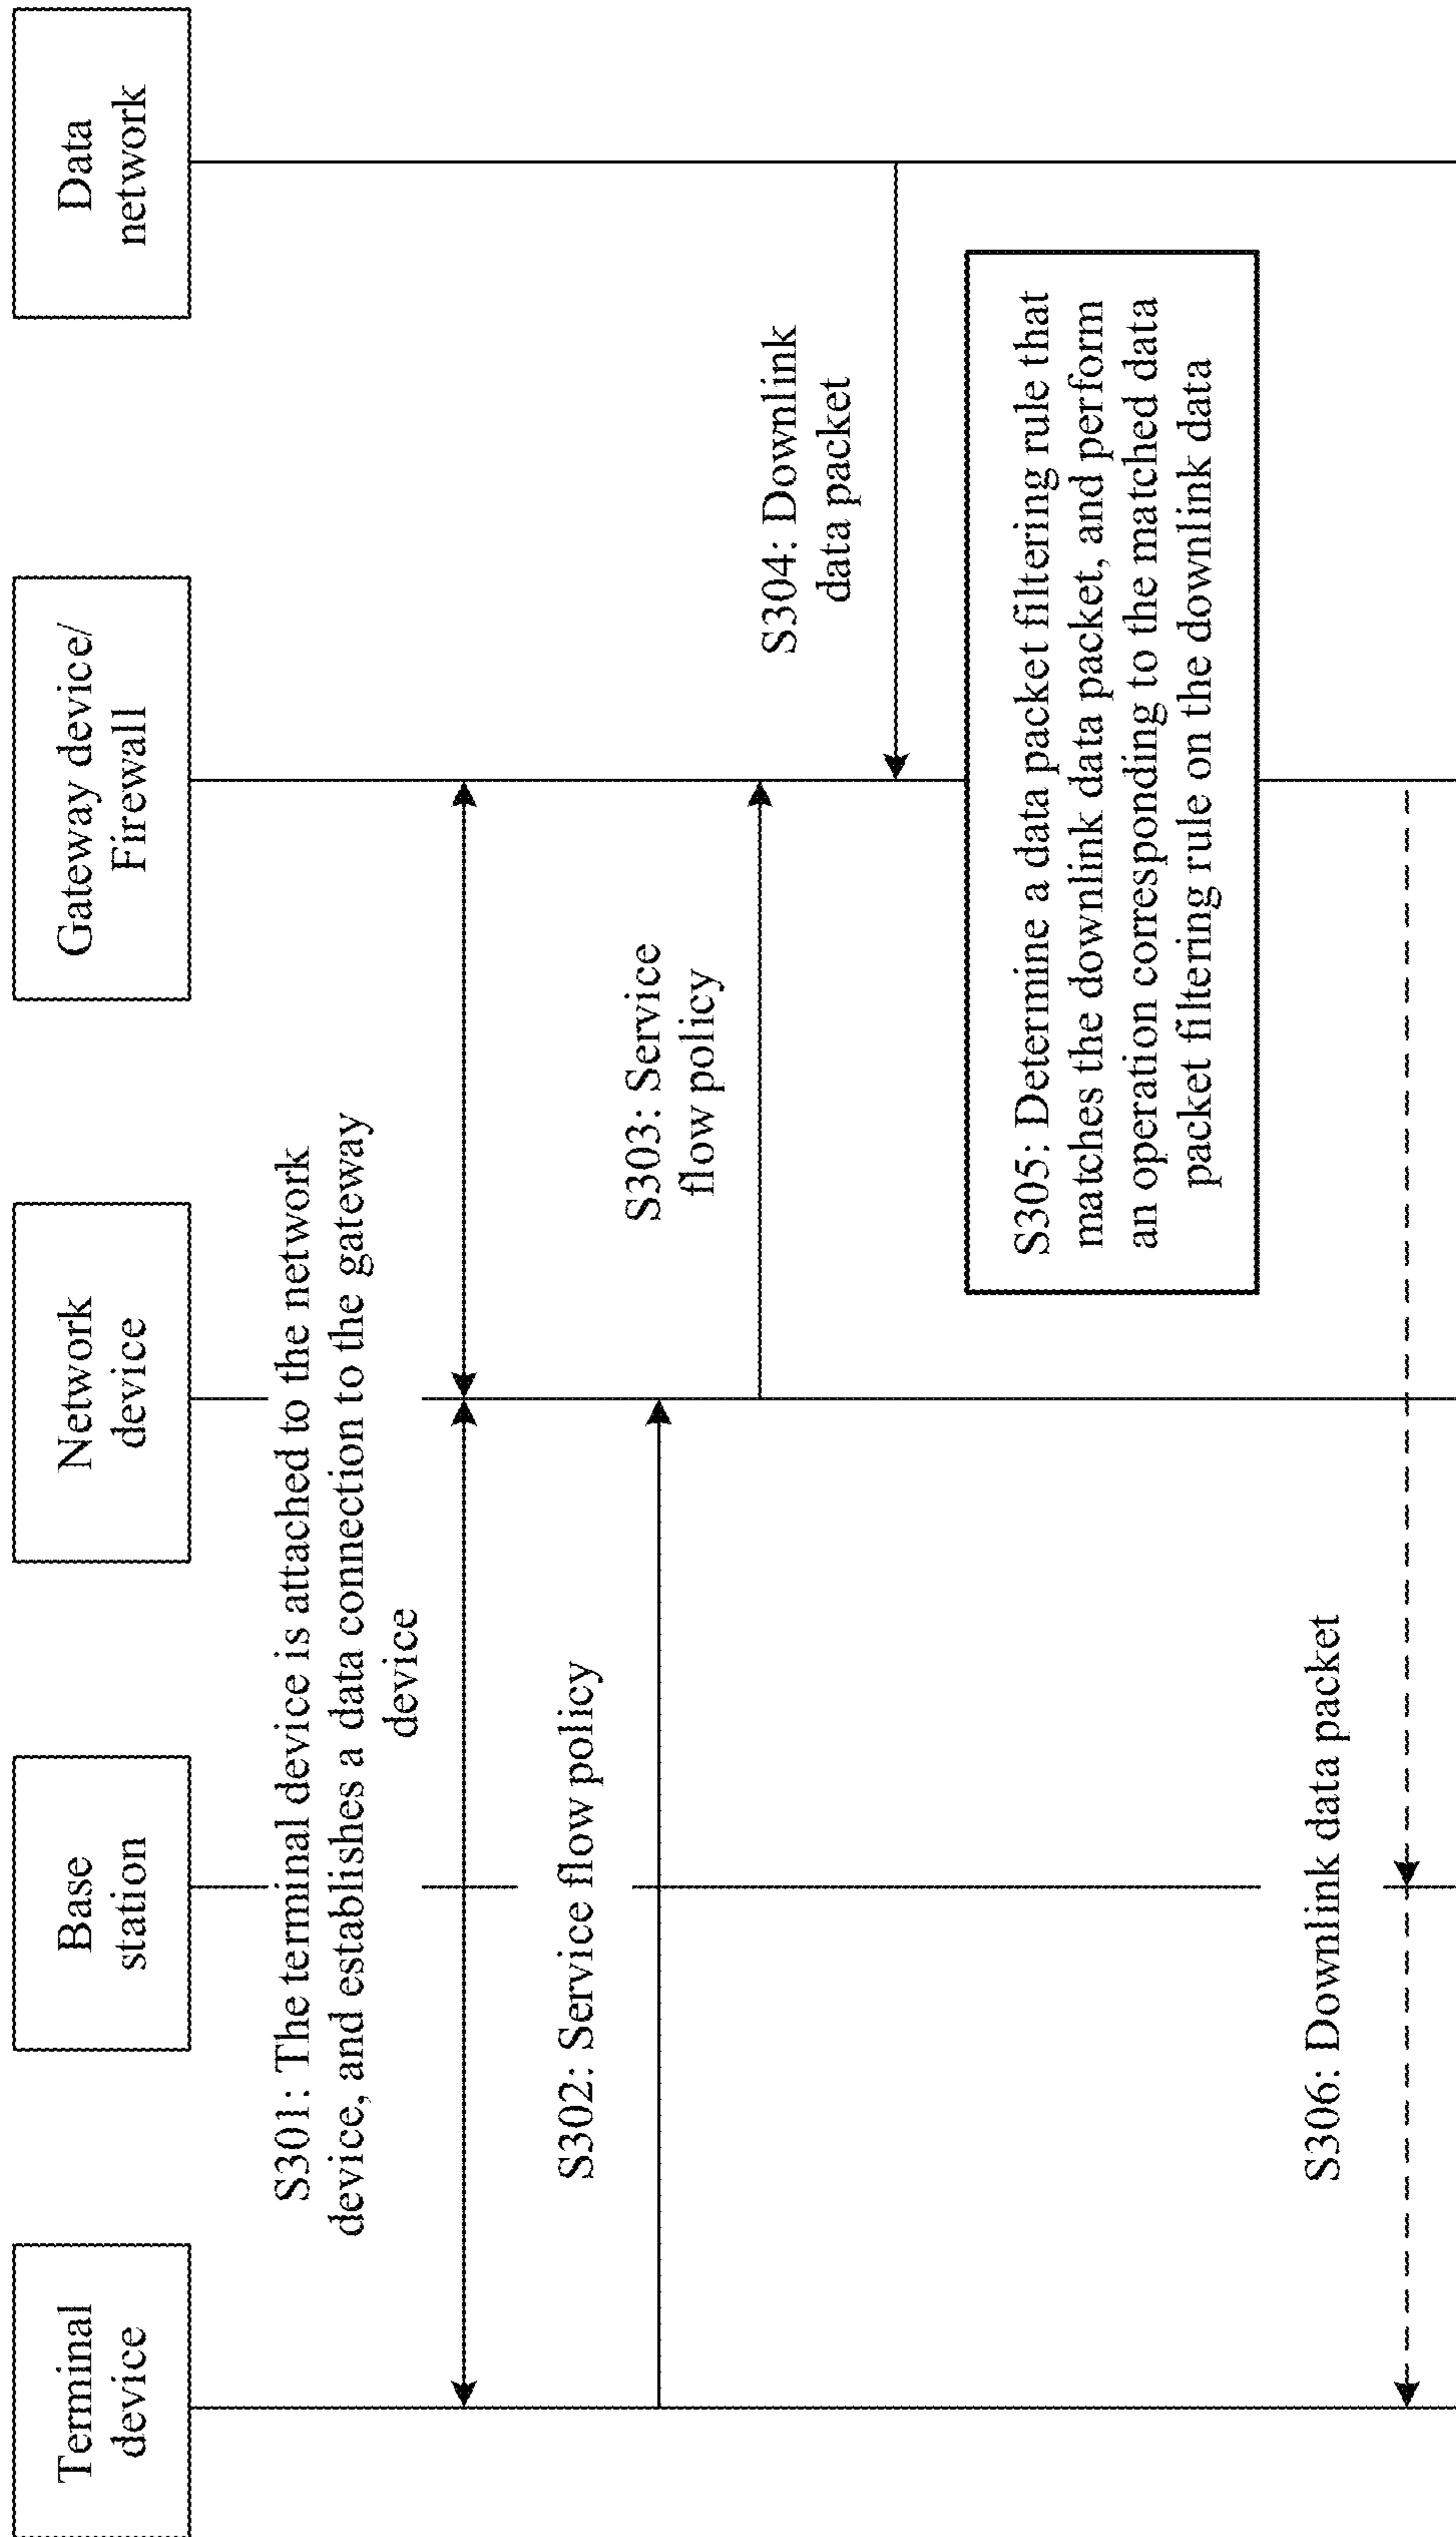 Terminal
device
Base
station
Network
device
Gateway device/
Firewall
Data
network
S301: The terminal device is attached to the network
device, and establishes a data connection to the gateway
device
S302: Service flow policy
S303: Service
flow policy
S304: Downlink
data packet
S305: Determine a data packet filtering rule that
matches the downlink data packet, and perform
an operation corresponding to the matched data
packet filtering rule on the downlink data
S306: Downlink data packet